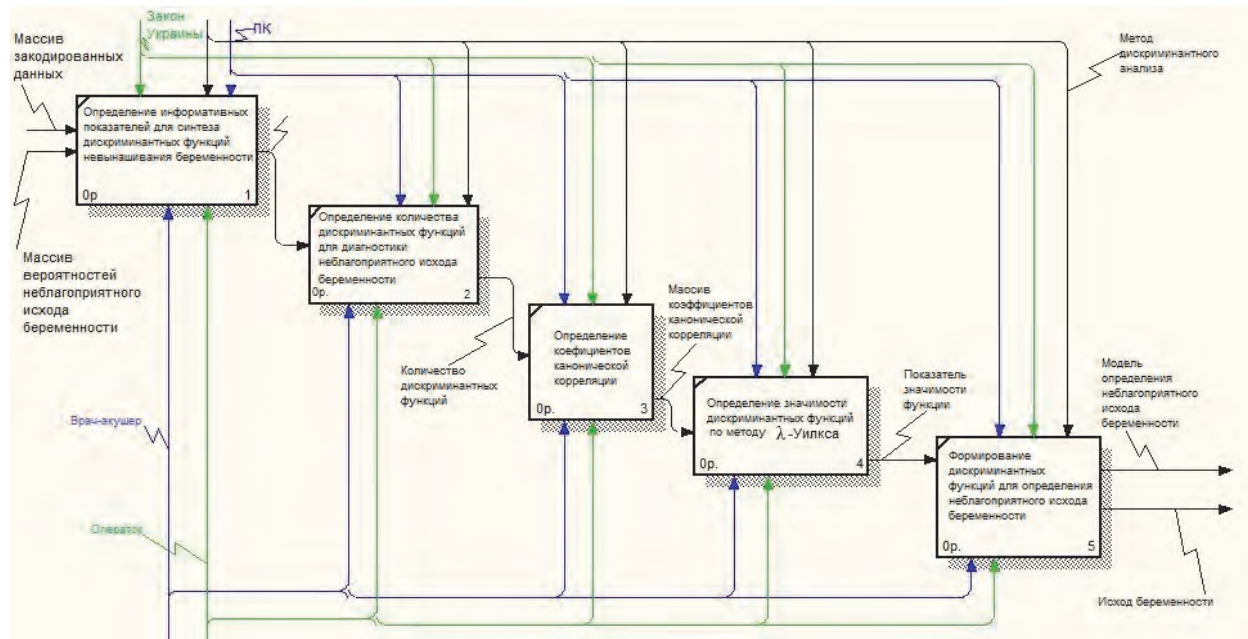 Закон
Украины
ПК
Массив
закодированных
данных
Метод
дискриминантного
анализа
Определение информативных
показателей для синтеза
дискриминантных функций
невынашивания беременности
0р
1
Массив
вероятностей
неблагоприятного
исхода
беременности
Определение количества
дискриминантных функций
для диагностики
неблагоприятного исхода
беременности
0р.
2
Количество
дискриминантных
функций
Определение
коефициентов
канонической
корреляции
0р.
3
Массив
коэффициентов
канонической
корреляции
Определение значимости
дискриминантных функций
по методу λ-Уилкса
0р.
4
Показатель
значимости
функции
Модель
определения
неблагоприятного
исхода
беременности
Формирование
дискриминантных
функций для определения
неблагоприятного исхода
беременности
0р.
5
Врач-акушер
Оператор
Исход беременности